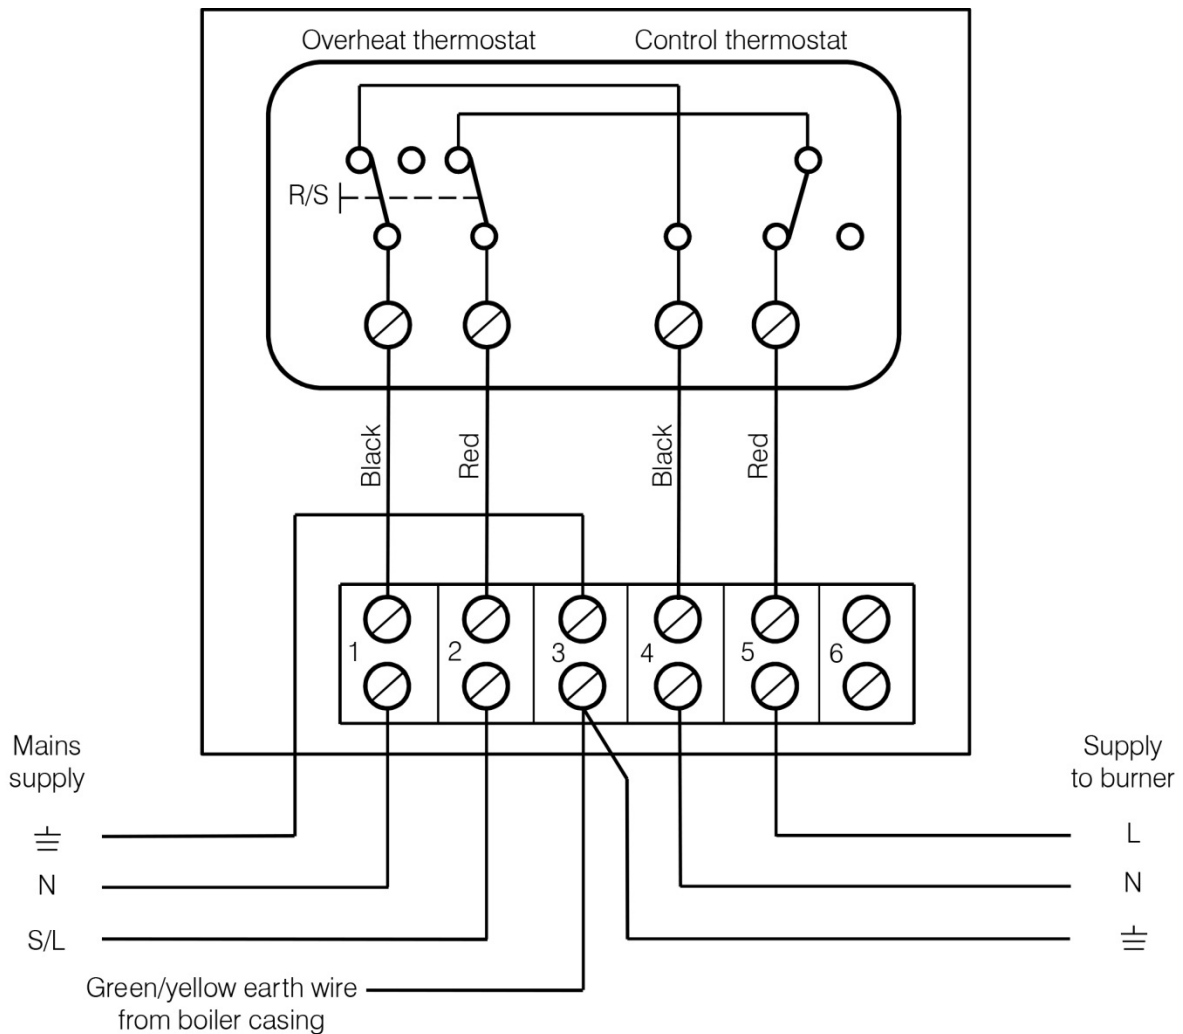 Overheat thermostat
Control thermostat
R/S
Black
Red
Black
Red
1
2
3
4
5
6
Mains
supply
N
S/L
Green/yellow earth wire
from boiler casing
Supply
to burner
L
N